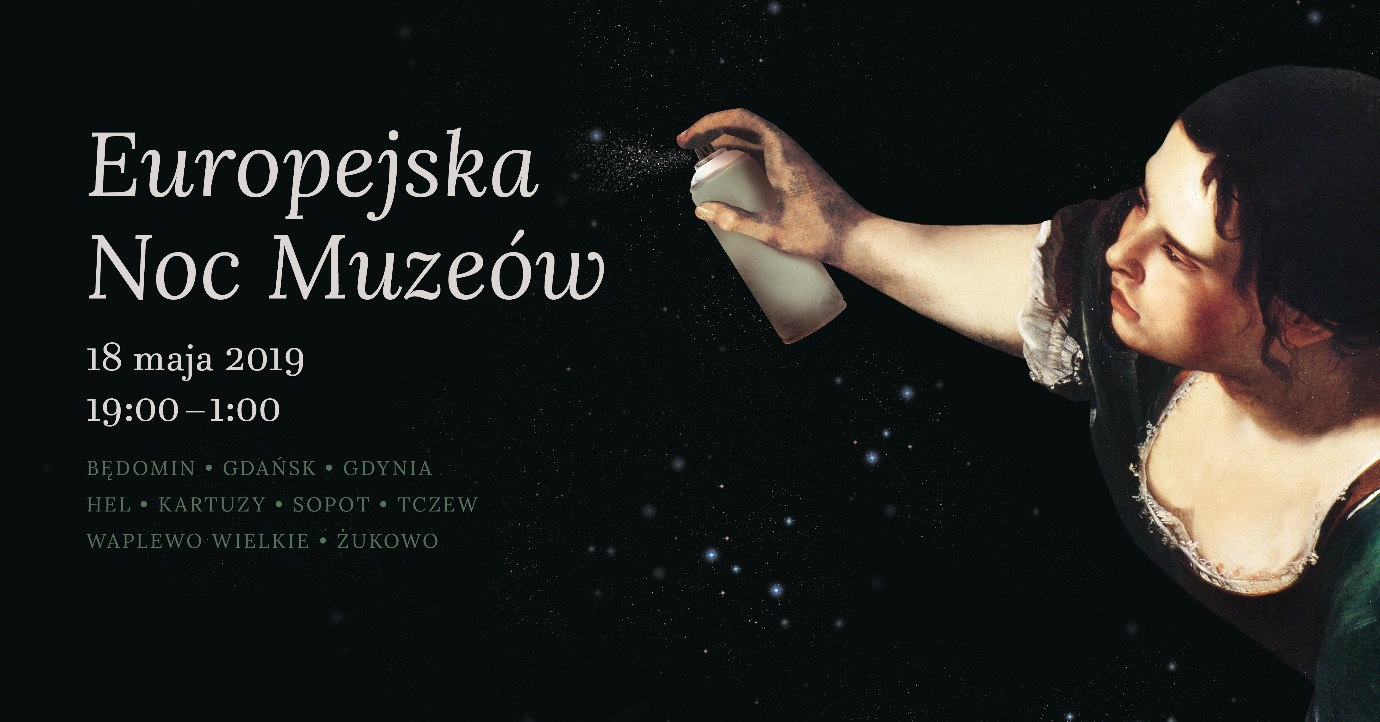 Europejska
Noc Muzeów
18 maja 2019
19:00–1:00
BĘDOMIN • GDAŃSK • GDYNIA
HEL • KARTUZY • SOPOT • TCZEW
WAPLEWO WIELKIE • ŻUKOWO